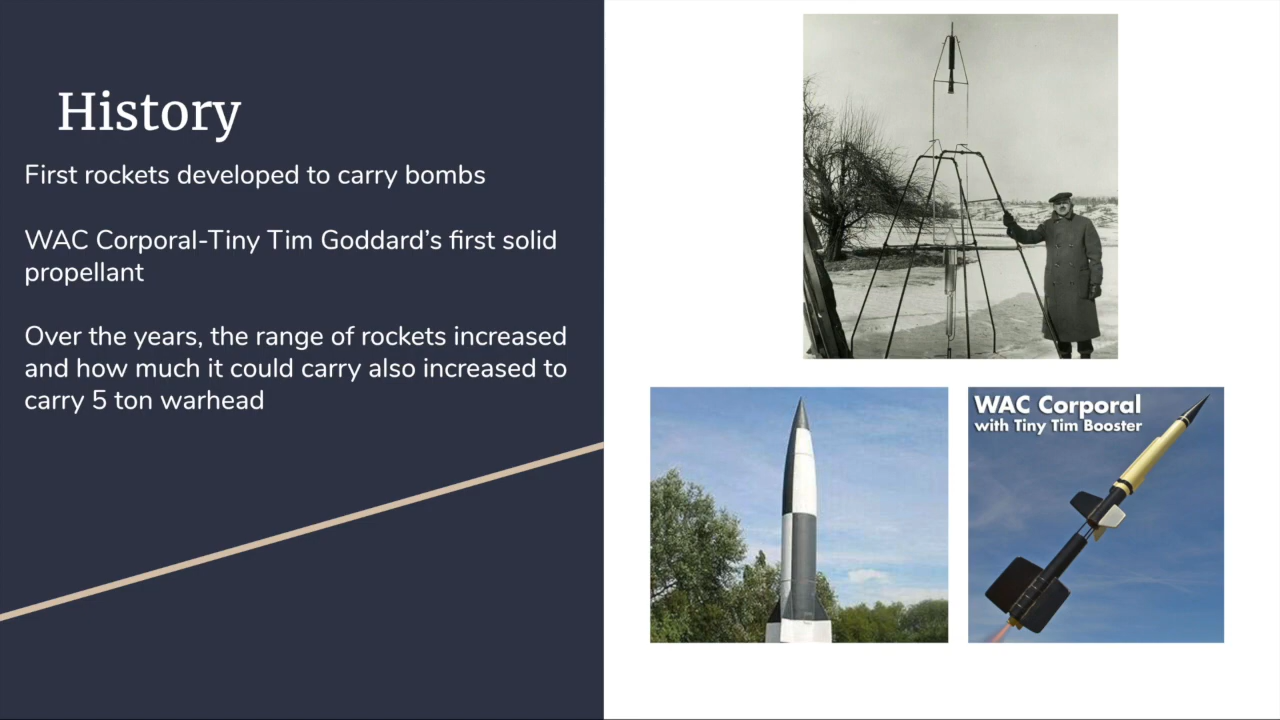 History
First rockets developed to carry bombs
WAC Corporal-Tiny Tim Goddard’s first solid
propellant
Over the years, the range of rockets increased
and how much it could carry also increased to
carry 5 ton warhead
WAC Corporal
with Tiny Tim Booster